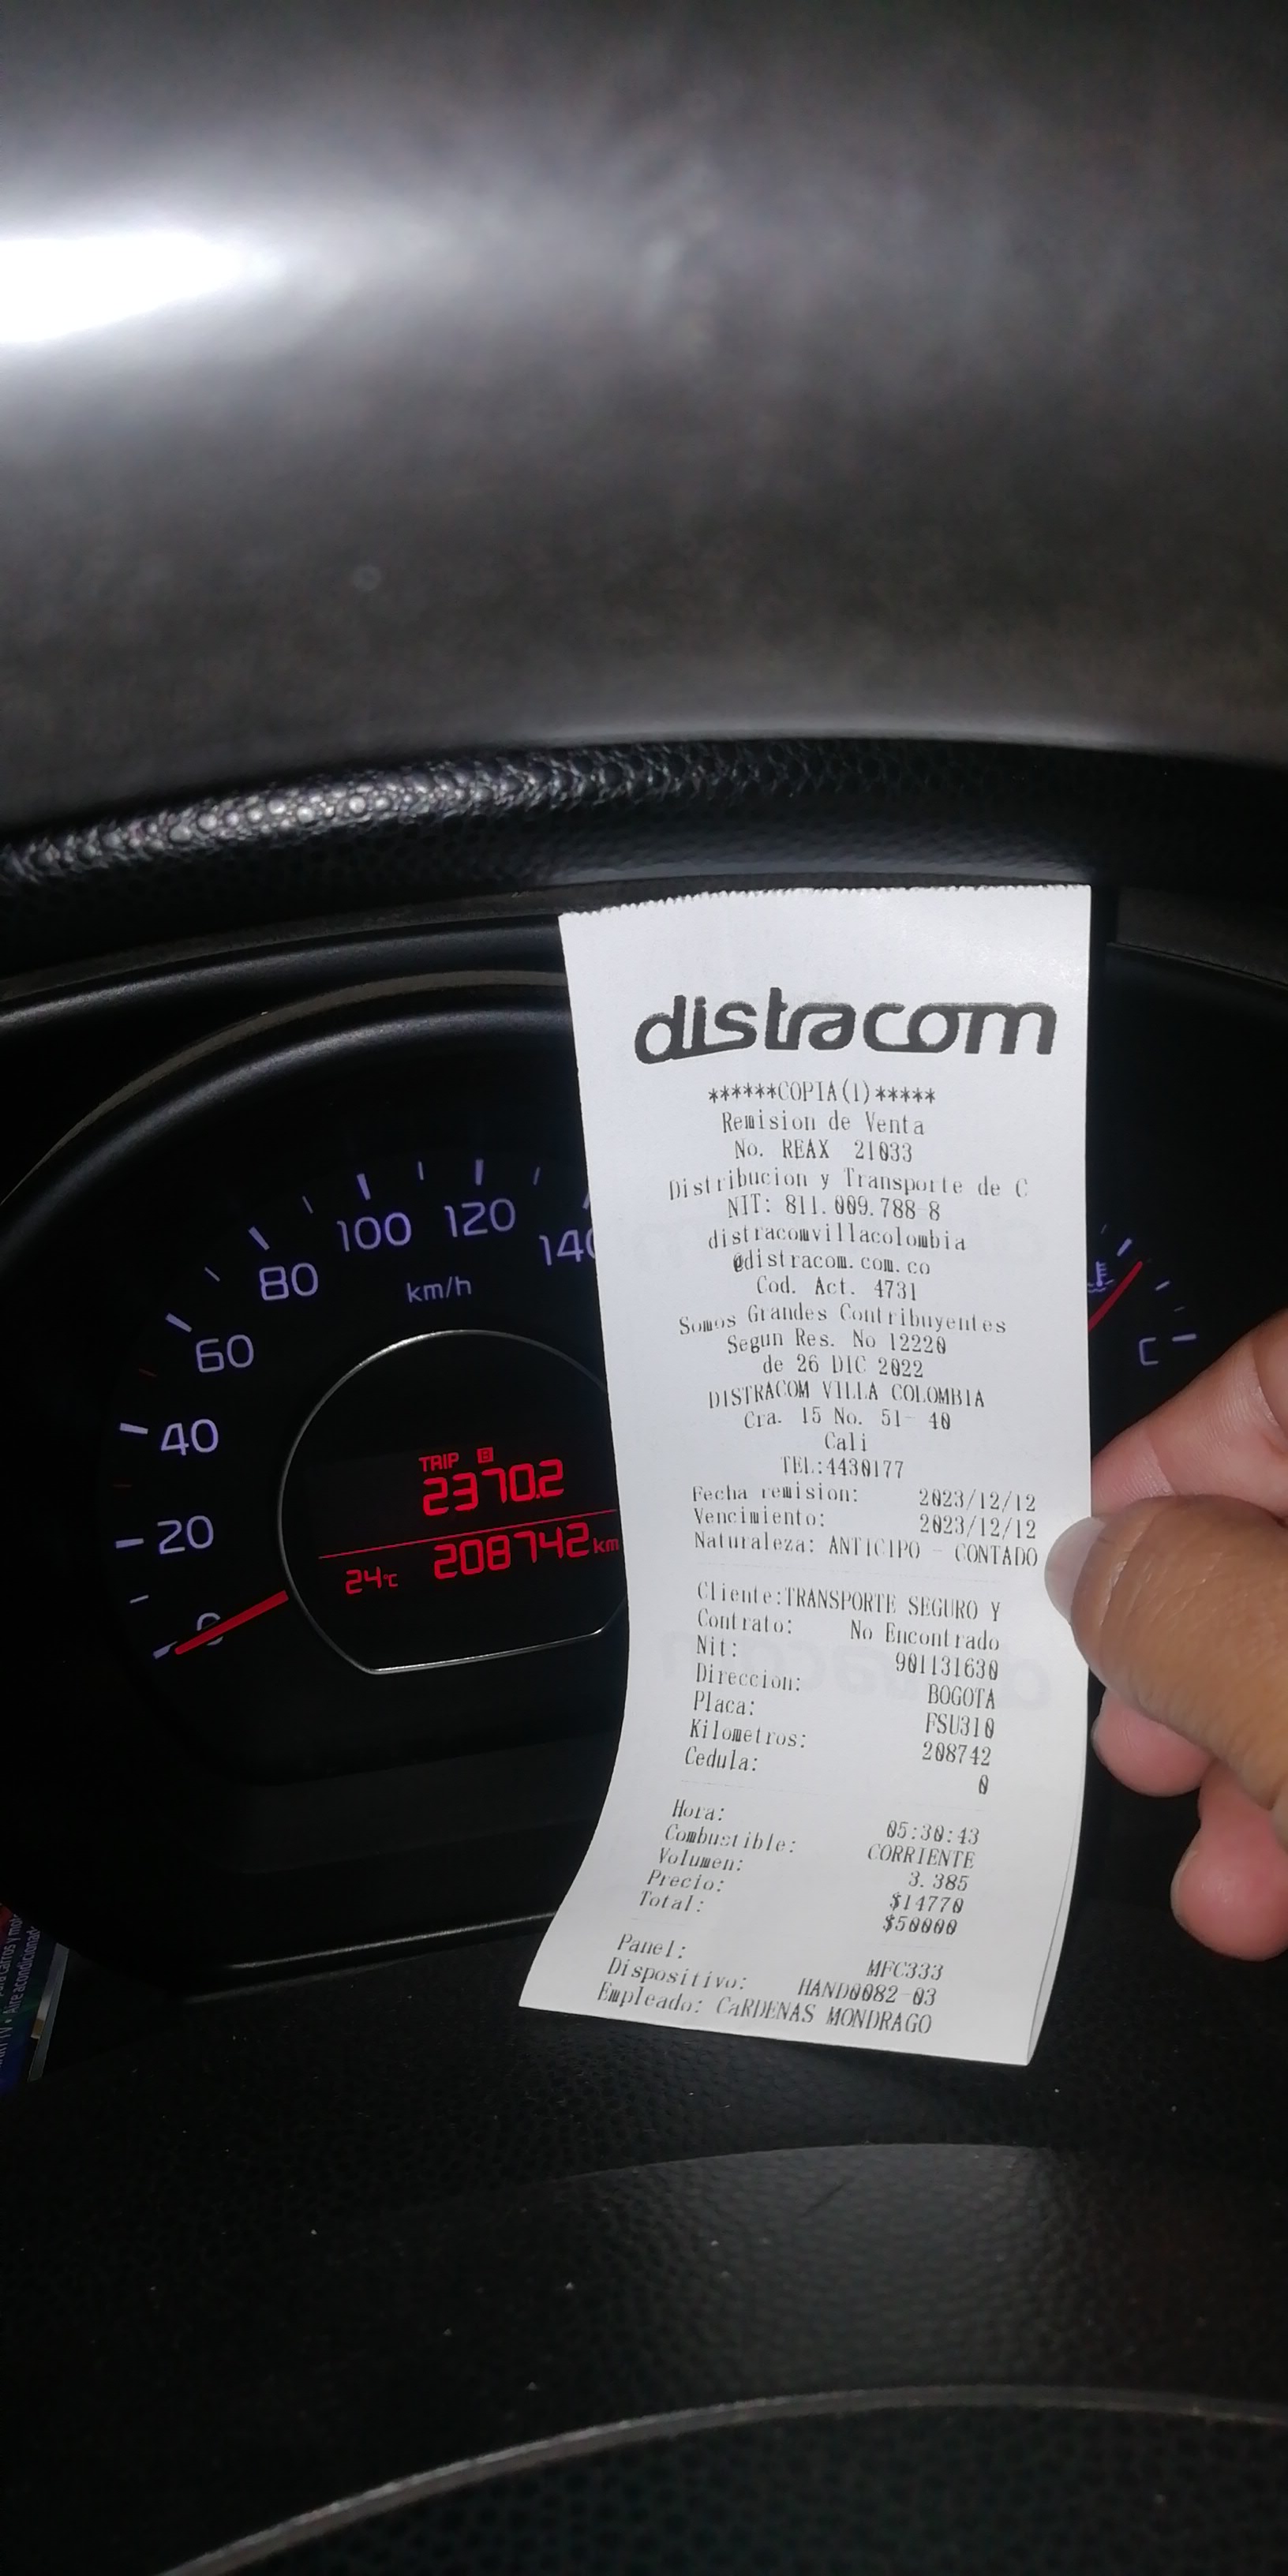 distracom
******COPIA(1)*****
Remision de Venta
No. REAX 21033
Distribucion y Transporte de C
NIT: 811.009.788-8
distracomvillacolombia
@distracom.com.co
Cod. Act. 4731
Somos Grandes Contribuyentes
Segun Res. No 12220
de 26 DIC 2022
DISTRACOM VILLA COLOMBIA
Cra. 15 No. 51- 40
Cali
TEL:4430177
Fecha remision: 2023/12/12
Vencimiento: 2023/12/12
Naturaleza: ANTICIPO - CONTADO
Cliente:TRANSPORTE SEGURO Y
Contrato: No Encontrado
Nit: 901131630
Direccion: BOGOTA
Placa: FSU310
Kilometros: 208742
Cedula: 0
Hora: 05:30:43
Combustible: CORRIENTE
Volumen: 3.385
Precio: $14770
Total: $50000
Panel: MFC333
Dispositivo: HAND0082-03
Empleado: CaRDENAS MONDRAGO
0
20
40
60
80
100
120
140
km/h
TRIP B
2370.2
24°C 208742 km
C
Aire acondicionado